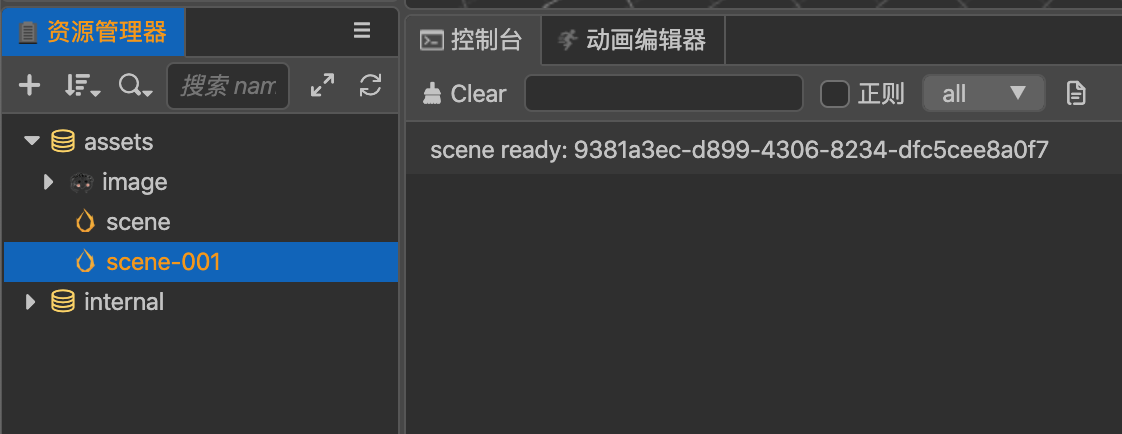 资源管理器
搜索 nam
assets
image
scene
scene-001
internal
控制台
动画编辑器
Clear
正则
all
scene ready: 9381a3ec-d899-4306-8234-dfc5cee8a0f7